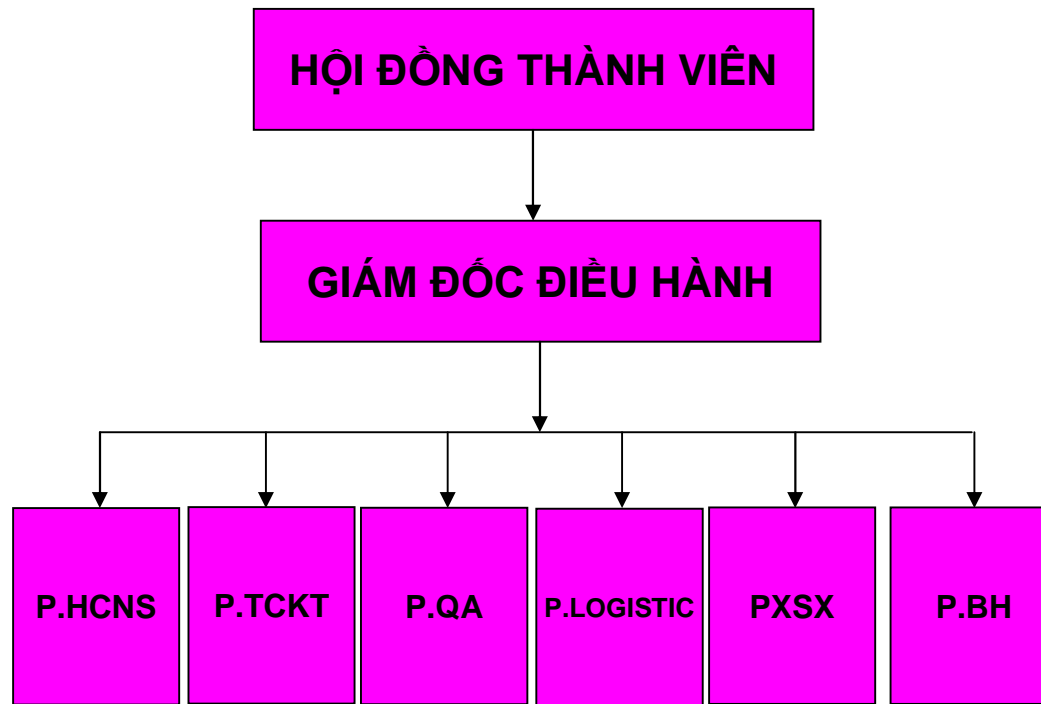 HỘI ĐỒNG THÀNH VIÊN
GIÁM ĐỐC ĐIỀU HÀNH
P.HCNS
P.TCKT
P.QA
P.LOGISTIC
PXSX
P.BH